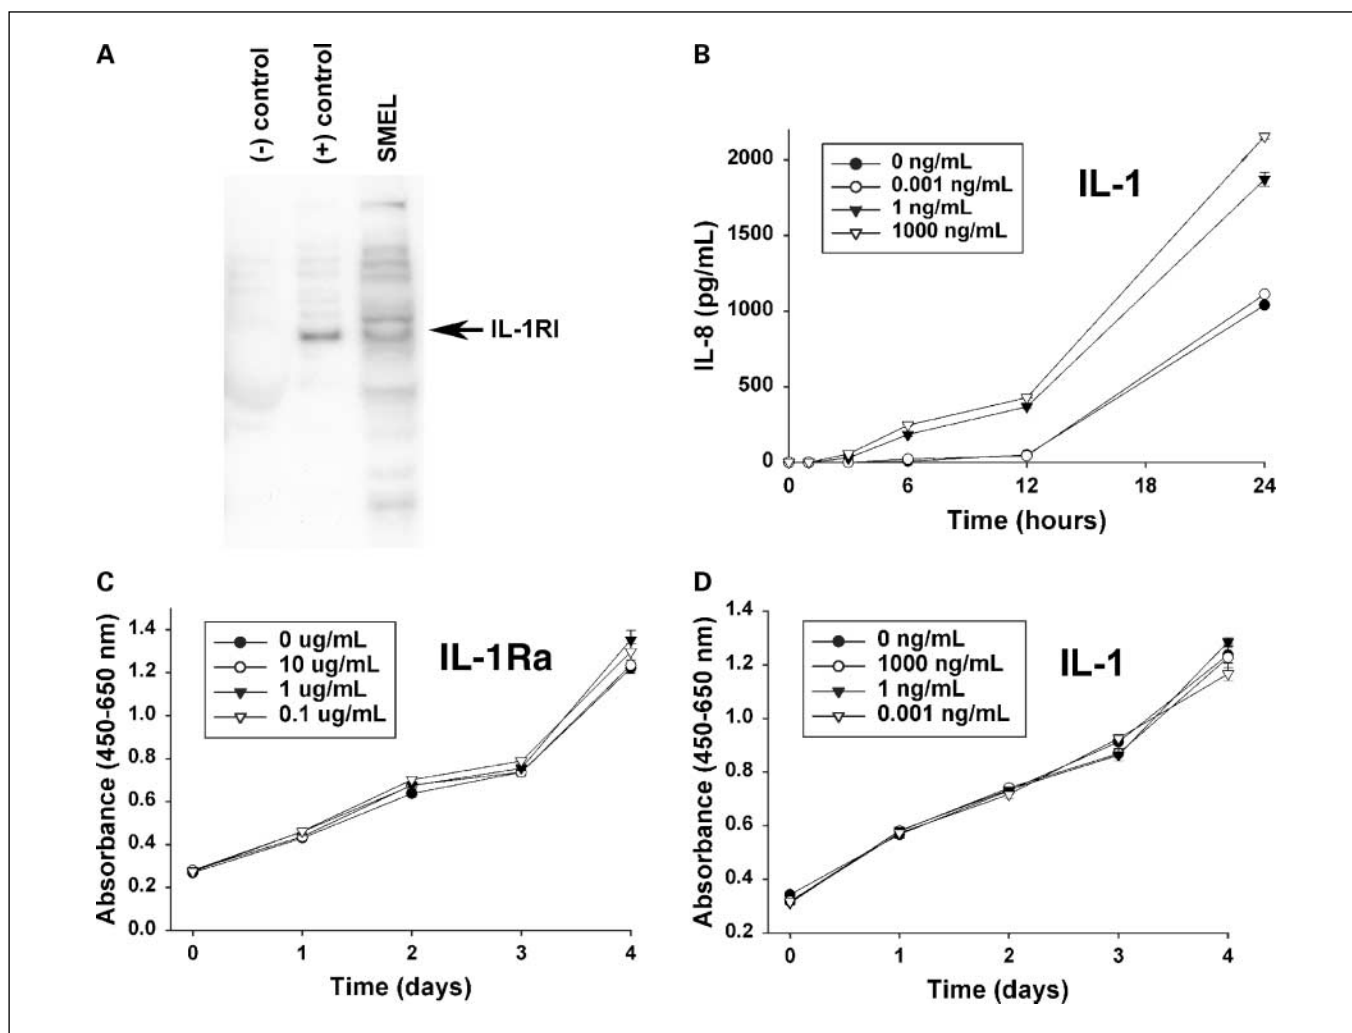 A
(-) control
(+) control
SMEL
IL-1RI
B
0 ng/mL
0.001 ng/mL
1 ng/mL
1000 ng/mL
IL-1
IL-8 (pg/mL)
2000
1500
1000
500
0
0 6 12 18 24
Time (hours)
C
0 ug/mL
10 ug/mL
1 ug/mL
0.1 ug/mL
IL-1Ra
Absorbance (450-650 nm)
1.4
1.2
1.0
0.8
0.6
0.4
0.2
0.0
0 1 2 3 4
Time (days)
D
0 ng/mL
1000 ng/mL
1 ng/mL
0.001 ng/mL
IL-1
Absorbance (450-650 nm)
1.4
1.2
1.0
0.8
0.6
0.4
0.2
0 1 2 3 4
Time (days)